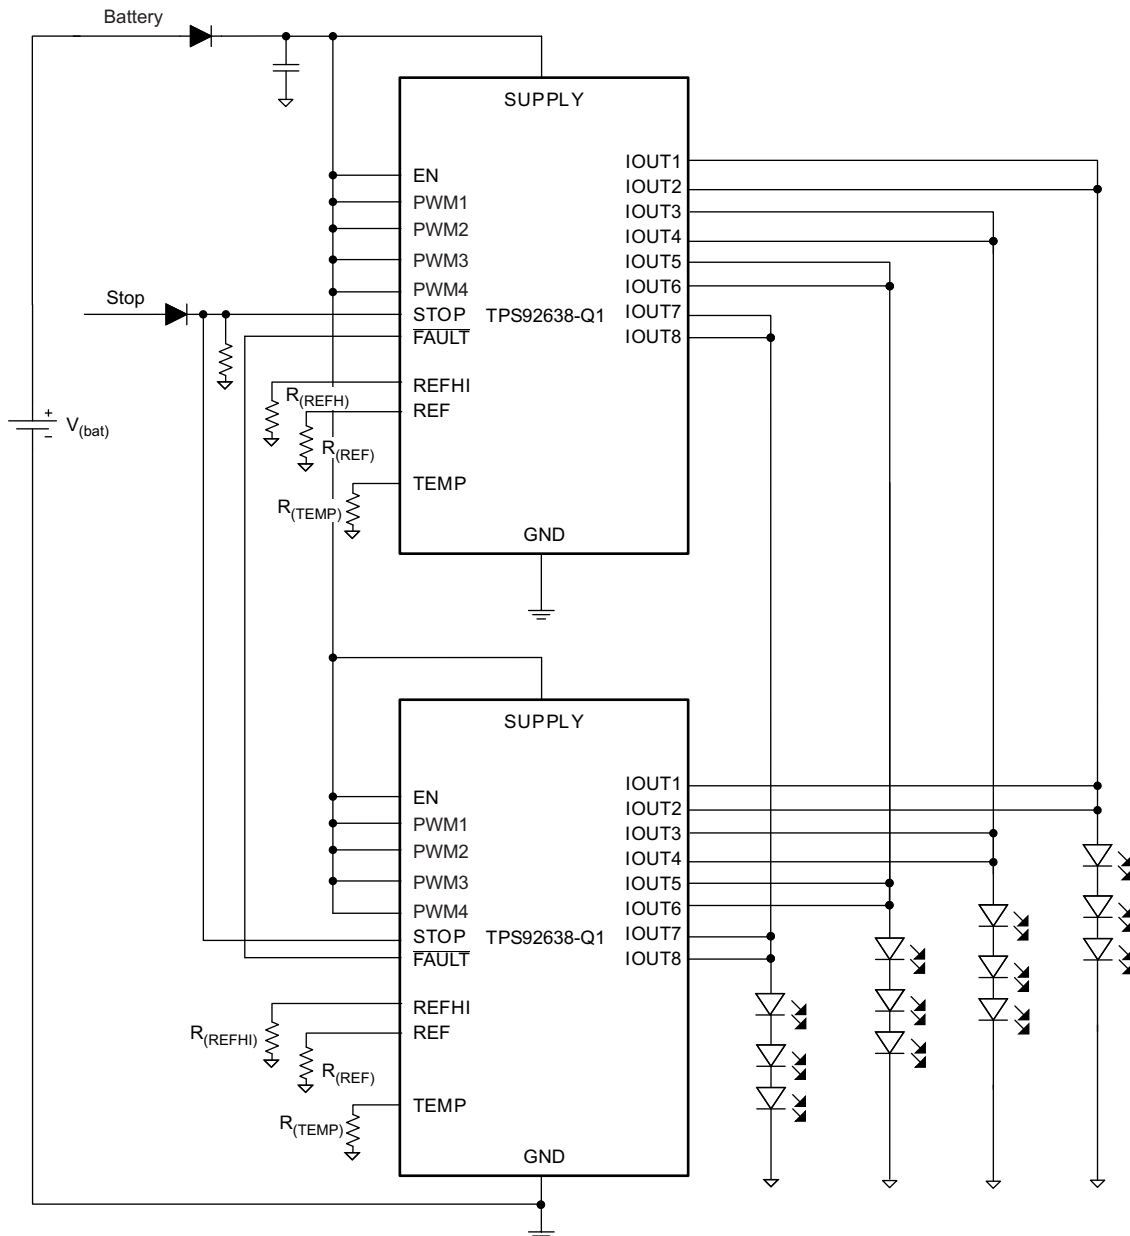 Battery
SUPPLY
EN
PWM1
PWM2
PWM3
PWM4
STOP
FAULT
REFHI
REF
TEMP
GND
TPS92638-Q1
IOUT1
IOUT2
IOUT3
IOUT4
IOUT5
IOUT6
IOUT7
IOUT8
Stop
R(REFH)
R(REF)
R(TEMP)
+
V(bat)
−
SUPPLY
EN
PWM1
PWM2
PWM3
PWM4
STOP
FAULT
REFHI
REF
TEMP
GND
TPS92638-Q1
IOUT1
IOUT2
IOUT3
IOUT4
IOUT5
IOUT6
IOUT7
IOUT8
R(REFHI)
R(REF)
R(TEMP)